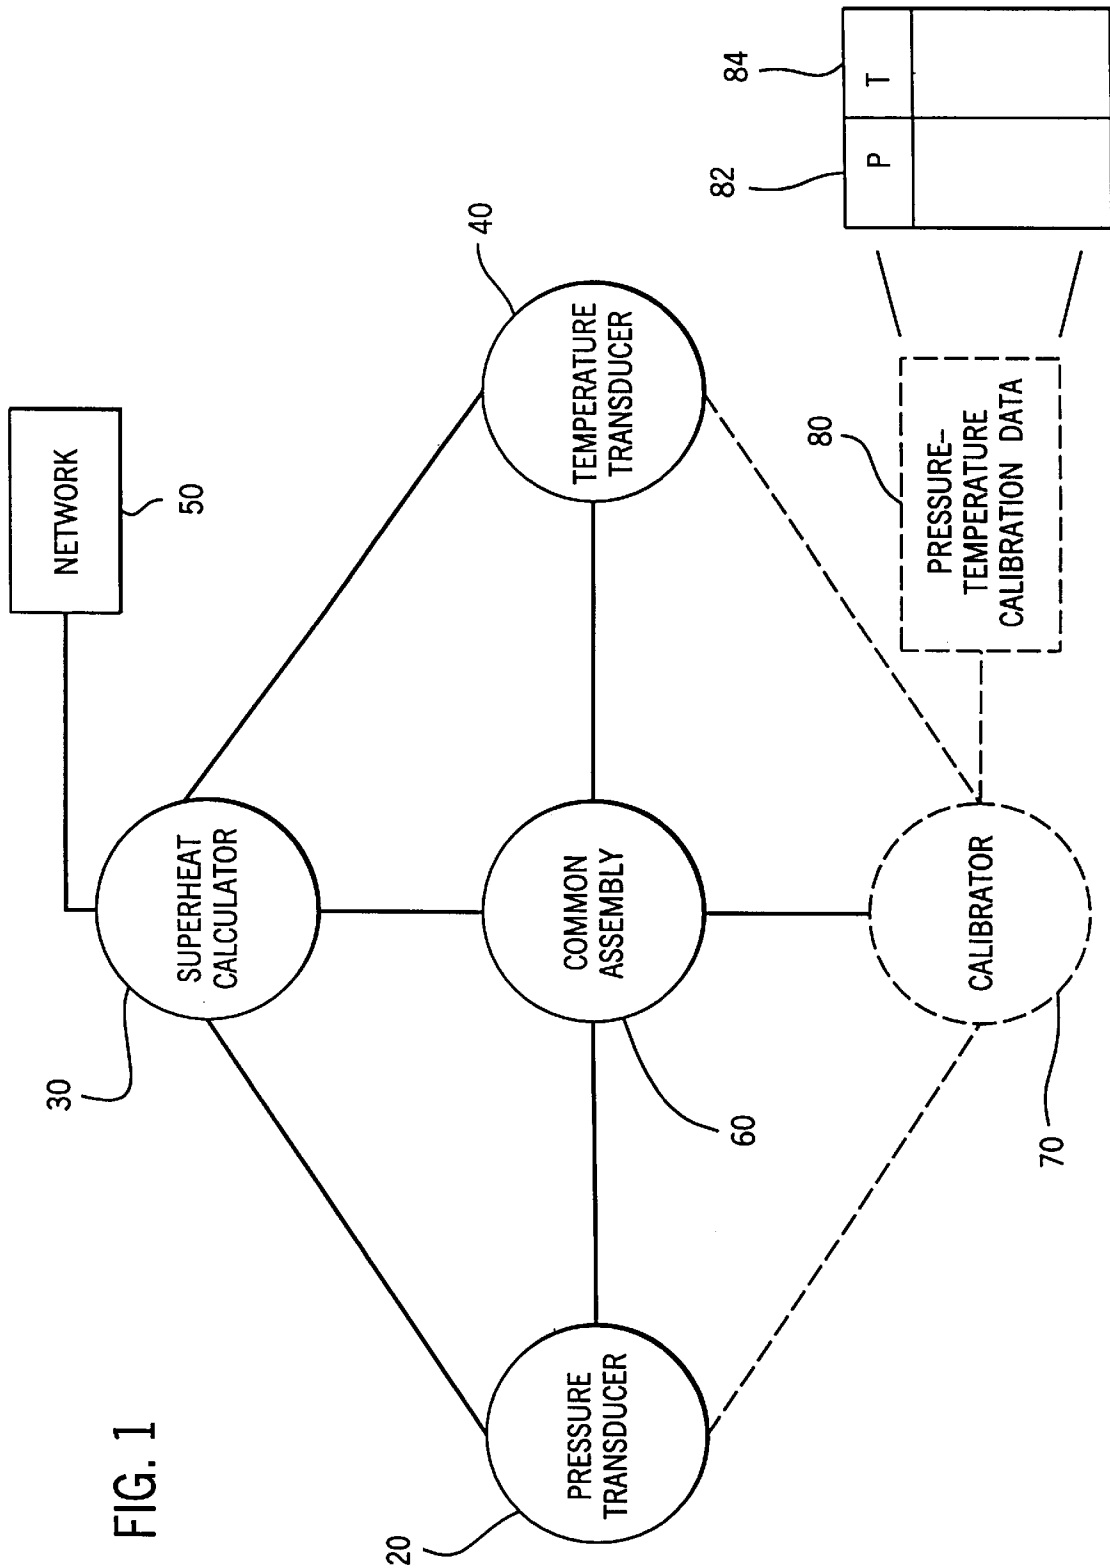 FIG. 1
NETWORK
50
30
SUPERHEAT
CALCULATOR
40
TEMPERATURE
TRANSDUCER
20
PRESSURE
TRANSDUCER
COMMON
ASSEMBLY
60
70
CALIBRATOR
80
PRESSURE–
TEMPERATURE
CALIBRATION DATA
82
84
P
T